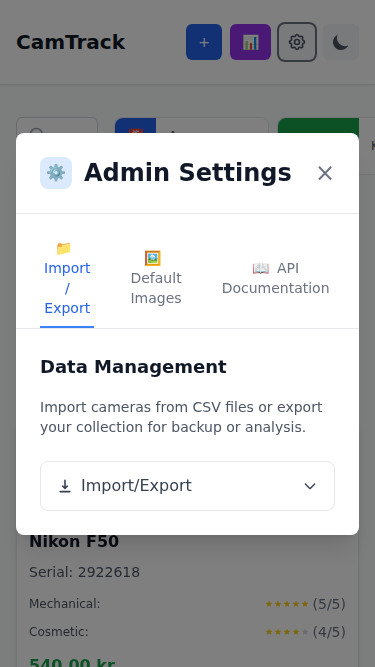 CamTrack
+
Admin Settings
Import
/
Export
Default
Images
API
Documentation
Data Management
Import cameras from CSV files or export
your collection for backup or analysis.
Import/Export
Nikon F50
Serial: 2922618
Mechanical: ★★★★★ (5/5)
Cosmetic: ★★★★★ (4/5)
540.00 kr